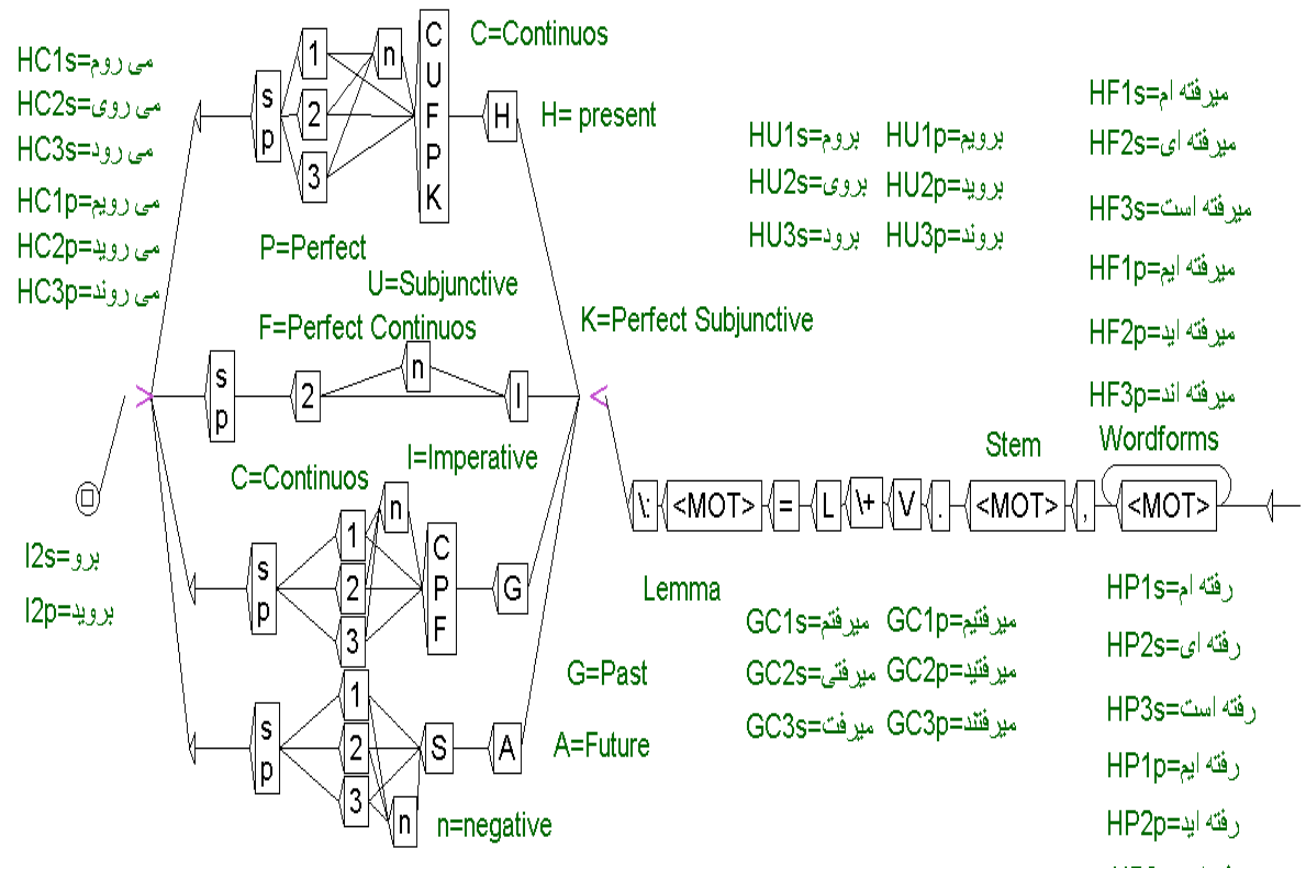 HC1s=می روم
HC2s=می روی
HC3s=می رود
HC1p=می رویم
HC2p=می روید
HC3p=می روند
s
p
1
2
3
n
C
U
F
P
K
H
C=Continuos
H= present
P=Perfect
U=Subjunctive
F=Perfect Continuos
K=Perfect Subjunctive
HU1s=بروم HU1p=برویم
HU2s=بروی HU2p=بروید
HU3s=برود HU3p=بروند
HF1s=میرفته ام
HF2s=میرفته ای
HF3s=میرفته است
HF1p=میرفته ایم
HF2p=میرفته اید
HF3p=میرفته اند
s
p
2
n
I
I=Imperative
C=Continuos
I2s=برو
I2p=بروید
s
p
1
2
3
n
C
P
F
G
G=Past
s
p
1
2
3
n
S
A
A=Future
n=negative
Stem
Wordforms
\: <MOT> = L \+ V . <MOT> , <MOT>
Lemma
GC1s=میرفتم GC1p=میرفتیم
GC2s=میرفتی GC2p=میرفتید
GC3s=میرفت GC3p=میرفتند
HP1s=رفته ام
HP2s=رفته ای
HP3s=رفته است
HP1p=رفته ایم
HP2p=رفته اید